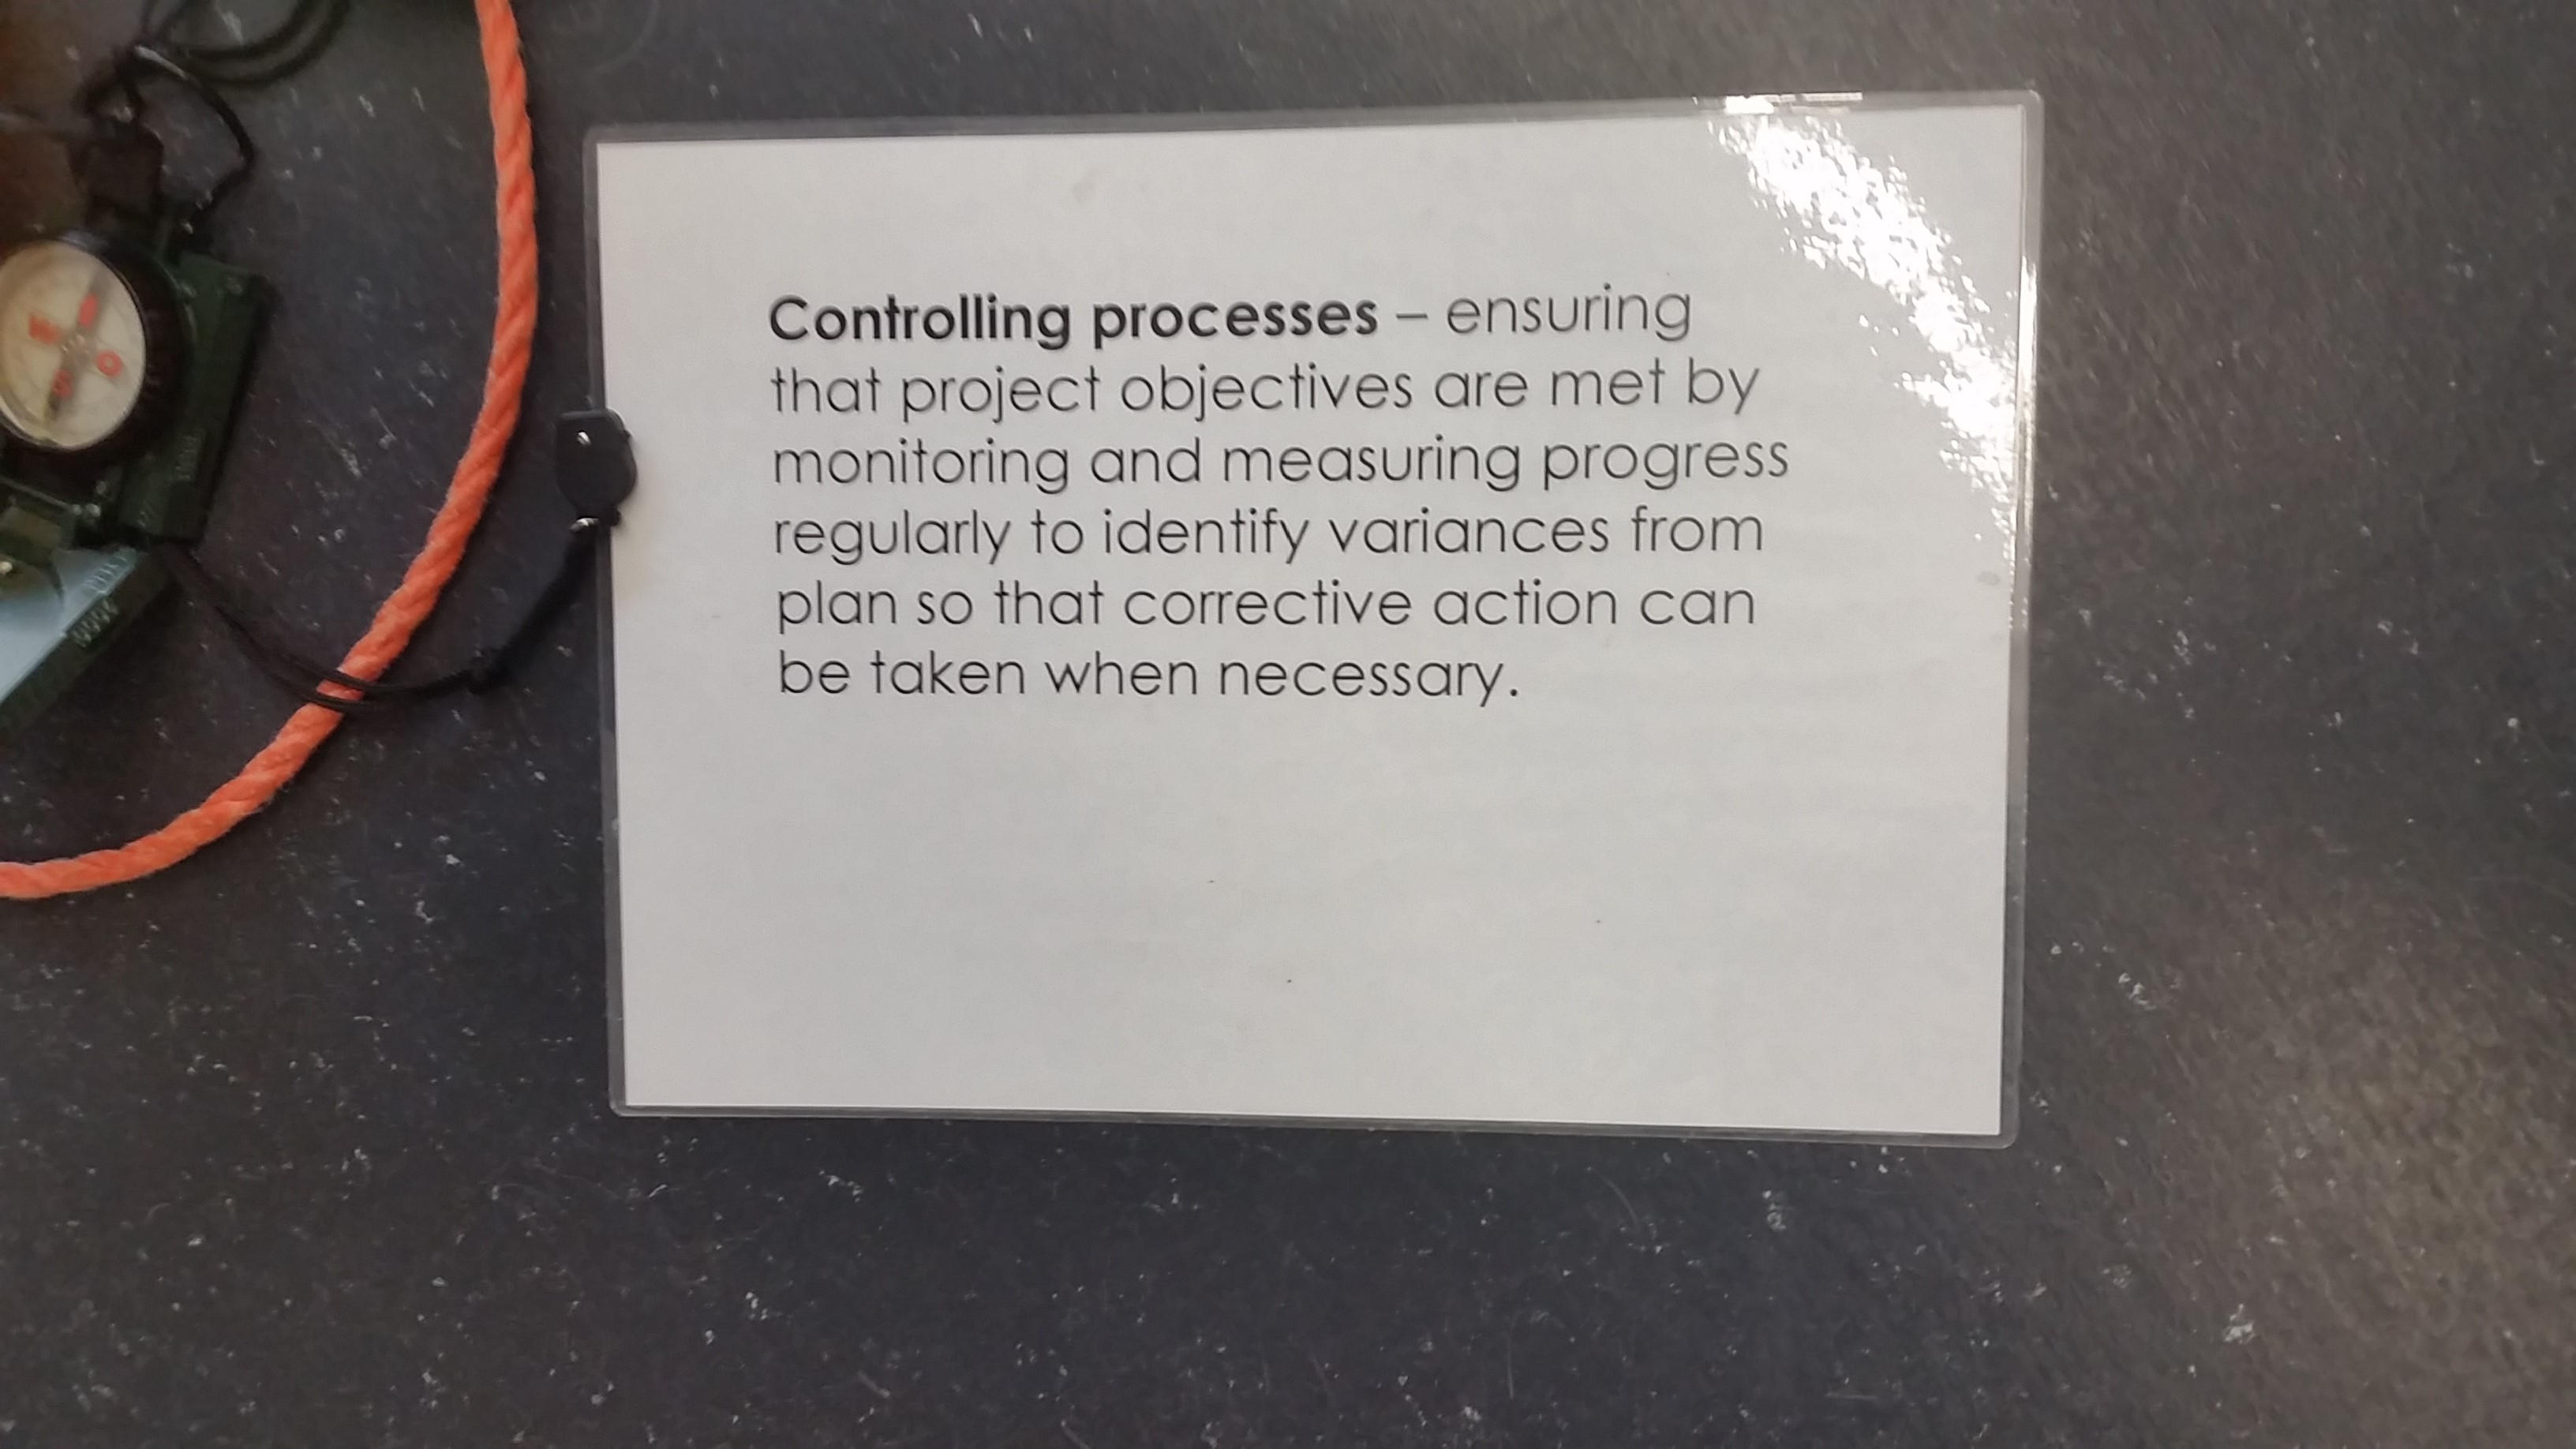 Controlling processes – ensuring
that project objectives are met by
monitoring and measuring progress
regularly to identify variances from
plan so that corrective action can
be taken when necessary.